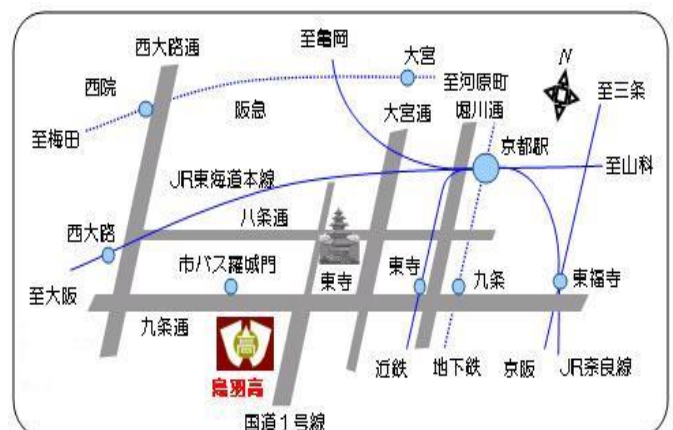 至亀岡
西大路通
大宮
N
西院
至河原町
至三条
阪急
大宮通
堀川通
至梅田
京都駅
至山科
JR東海道本線
八条通
西大路
市バス羅城門
東寺
東寺
九条
東福寺
至大阪
九条通
高
鳥羽高
近鉄
地下鉄
京阪
JR奈良線
国道1号線